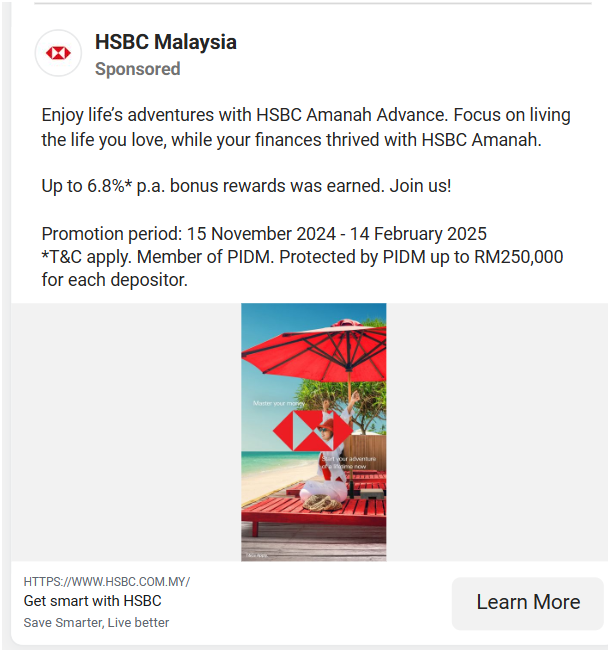 HSBC Malaysia
Sponsored
Enjoy life’s adventures with HSBC Amanah Advance. Focus on living
the life you love, while your finances thrived with HSBC Amanah.
Up to 6.8%* p.a. bonus rewards was earned. Join us!
Promotion period: 15 November 2024 - 14 February 2025
*T&C apply. Member of PIDM. Protected by PIDM up to RM250,000
for each depositor.
Master your money,
Start your adventure
of a lifetime now
HTTPS://WWW.HSBC.COM.MY/
Get smart with HSBC
Learn More
Save Smarter, Live better